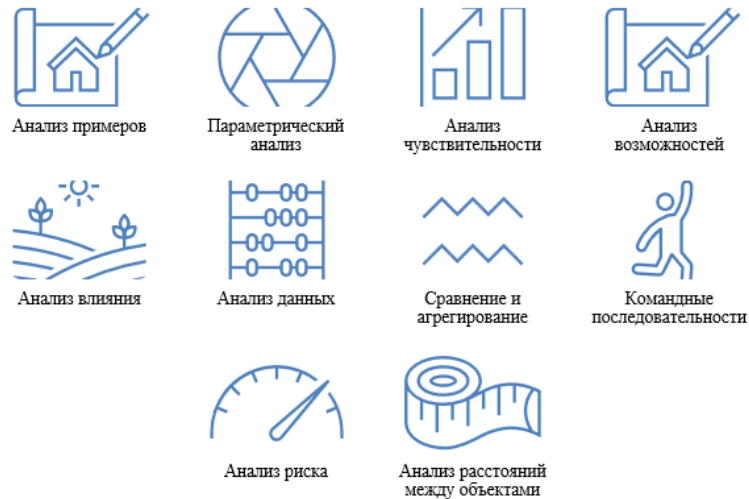 Анализ примеров
Параметрический
анализ
Анализ
чувствительности
Анализ
возможностей
Анализ влияния
Анализ данных
Сравнение и
агрегирование
Командные
последовательности
Анализ риска
Анализ расстояний
между объектами